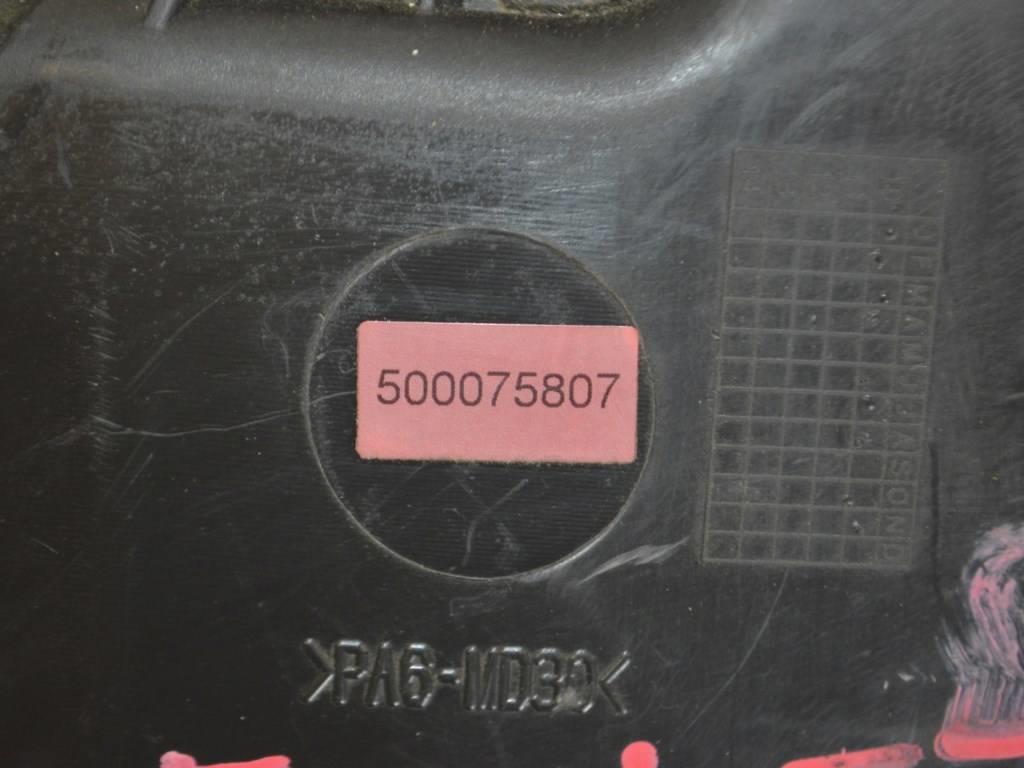 500075807
J F M A M J J A S O N D
>PA6-MD30<